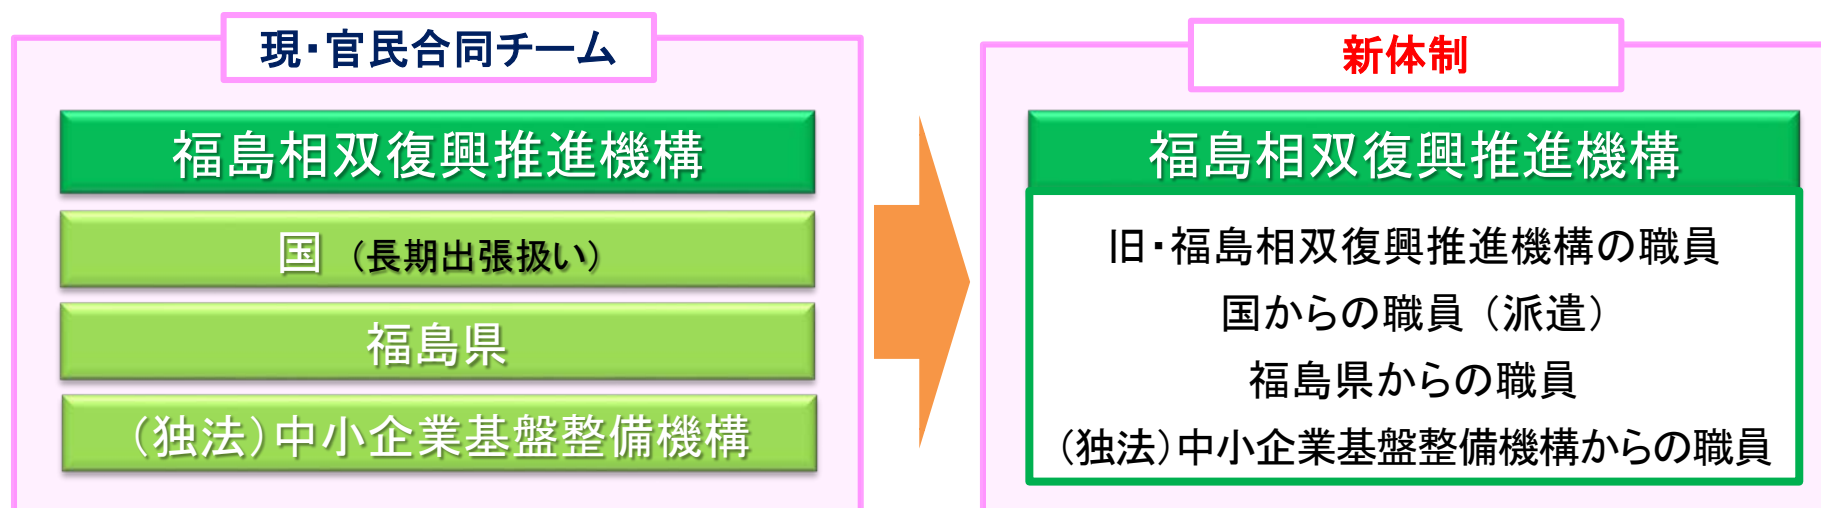 現・官民合同チーム
福島相双復興推進機構
国 （長期出張扱い）
福島県
（独法）中小企業基盤整備機構
新体制
福島相双復興推進機構
旧・福島相双復興推進機構の職員
国からの職員（派遣）
福島県からの職員
（独法）中小企業基盤整備機構からの職員